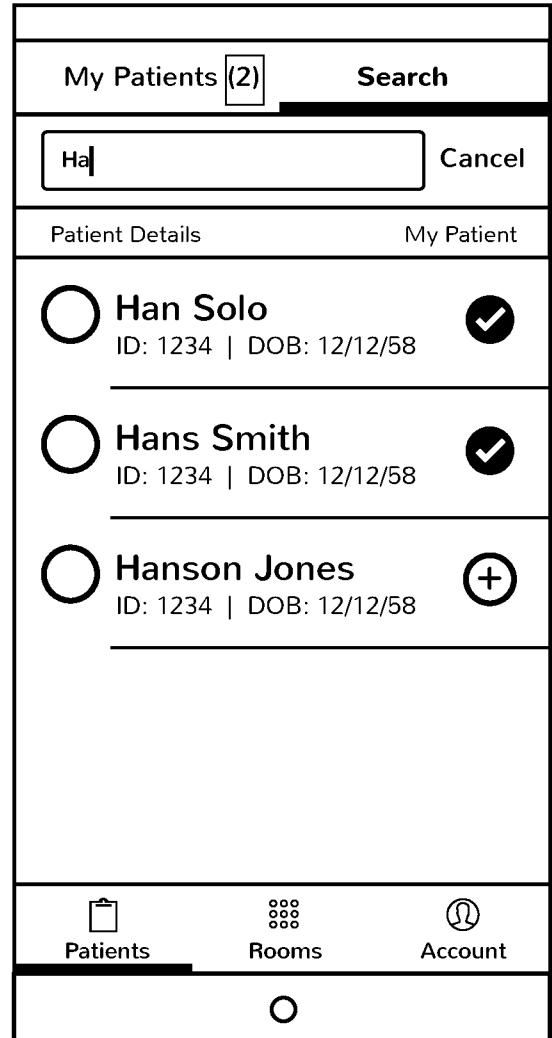 My Patients (2) Search
Ha Cancel
Patient Details My Patient
Han Solo
ID: 1234 | DOB: 12/12/58
Hans Smith
ID: 1234 | DOB: 12/12/58
Hanson Jones
ID: 1234 | DOB: 12/12/58
Patients Rooms Account